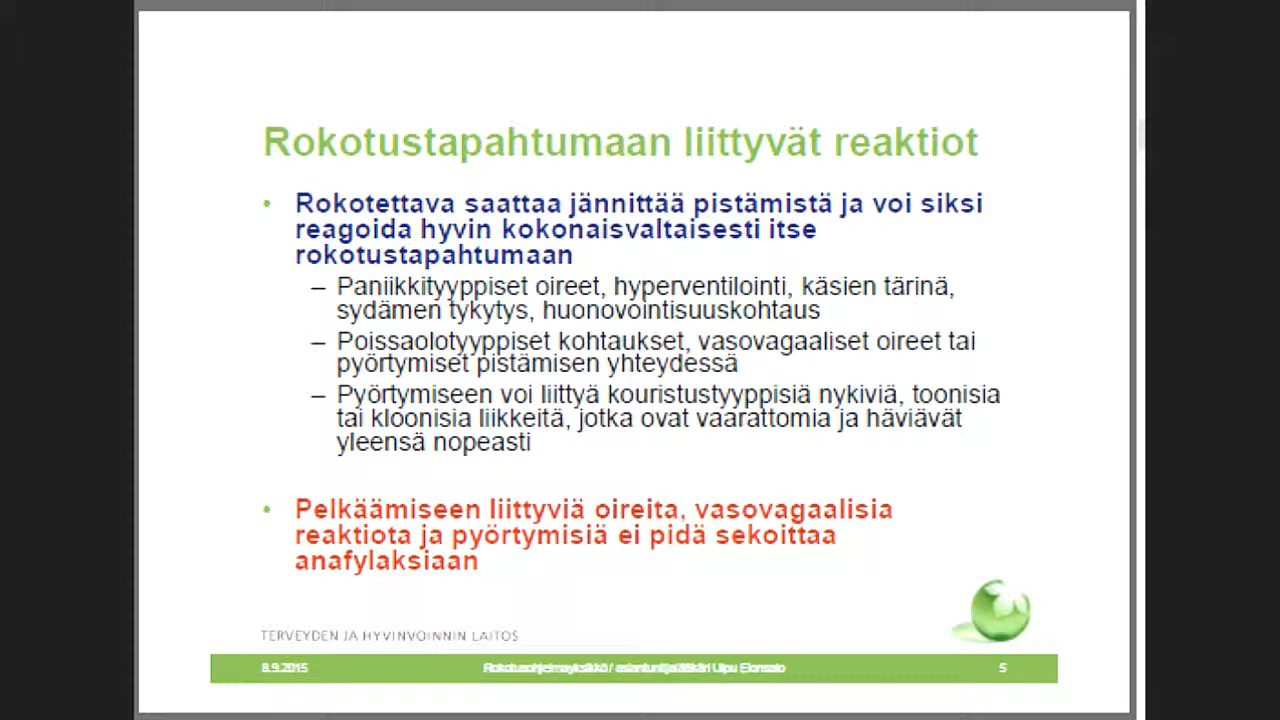 Rokotustapahtumaan liittyvät reaktiot
• Rokotettava saattaa jännittää pistämistä ja voi siksi
reagoida hyvin kokonaisvaltaisesti itse
rokotustapahtumaan
– Paniikkityyppiset oireet, hyperventilointi, käsien tärinä,
sydämen tykytys, huonovointisuuskohtaus
– Poissaolotyyppiset kohtaukset, vasovagaaliset oireet tai
pyörtymiset pistämisen yhteydessä
– Pyörtymiseen voi liittyä kouristustyyppisiä nykiviä, toonisia
tai kloonisia liikkeitä, jotka ovat vaarattomia ja häviävät
yleensä nopeasti
• Pelkäämiseen liittyviä oireita, vasovagaalisia
reaktiota ja pyörtymisiä ei pidä sekoittaa
anafylaksiaan
TERVEYDEN JA HYVINVOINNIN LAITOS
8.9.2015
5